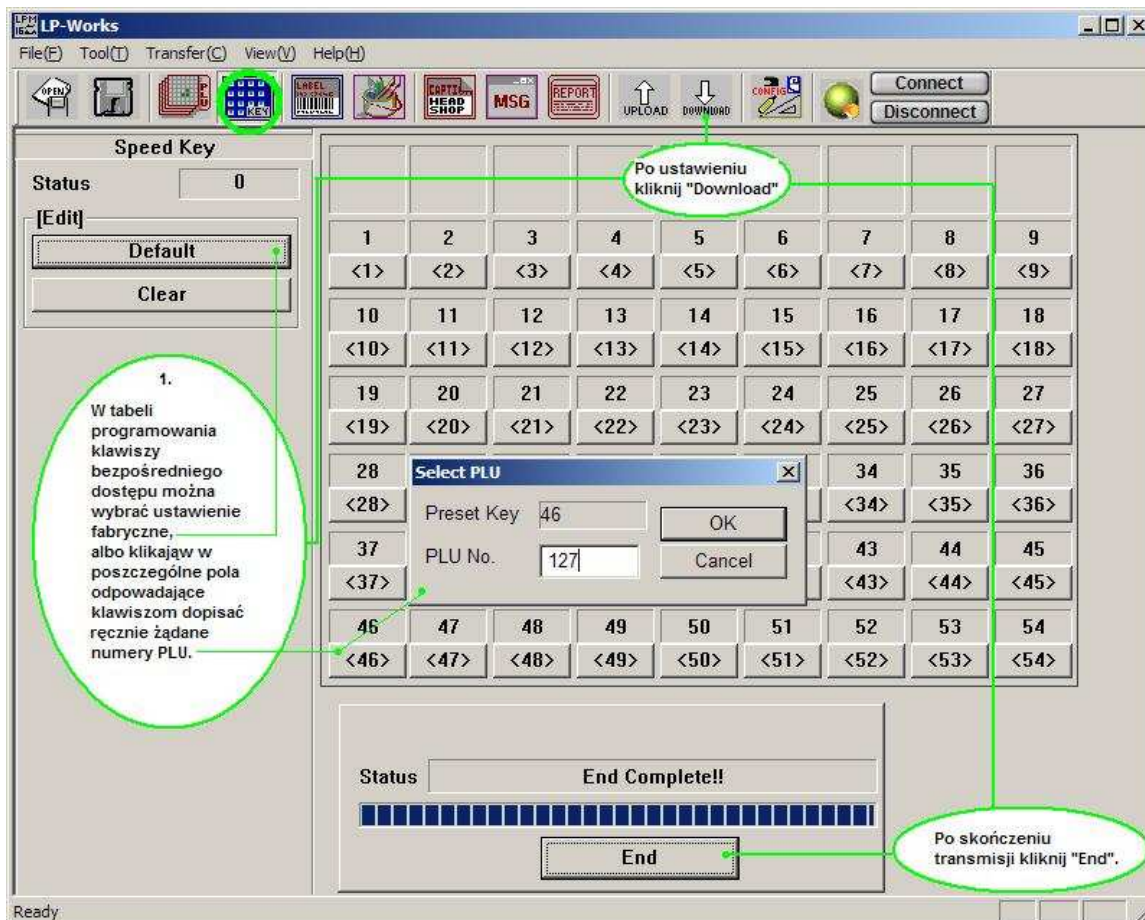 LP-Works
File(F) Tool(T) Transfer(C) View(V) Help(H)
OPEN PLU KEY LABEL CAPTI HEAD SHOP MSG REPORT UPLOAD DOWNLOAD CONFIG Connect
Disconnect
Speed Key
Status 0
[Edit]
Default
Clear
Po ustawieniu
kliknij "Download"
1 2 3 4 5 6 7 8 9
<1> <2> <3> <4> <5> <6> <7> <8> <9>
10 11 12 13 14 15 16 17 18
<10> <11> <12> <13> <14> <15> <16> <17> <18>
19 20 21 22 23 24 25 26 27
<19> <20> <21> <22> <23> <24> <25> <26> <27>
28 34 35 36
<28> <34> <35> <36>
37 43 44 45
<37> <43> <44> <45>
46 47 48 49 50 51 52 53 54
<46> <47> <48> <49> <50> <51> <52> <53> <54>
1.
W tabeli
programowania
klawiszy
bezpośredniego
dostępu można
wybrać ustawienie
fabryczne,
albo klikająw w
poszczególne pola
odpowadające
klawiszom dopisać
ręcznie żądane
numery PLU.
Select PLU
Preset Key 46
OK
PLU No. 127
Cancel
Status End Complete!!
End
Po skończeniu
transmisji kliknij "End".
Ready